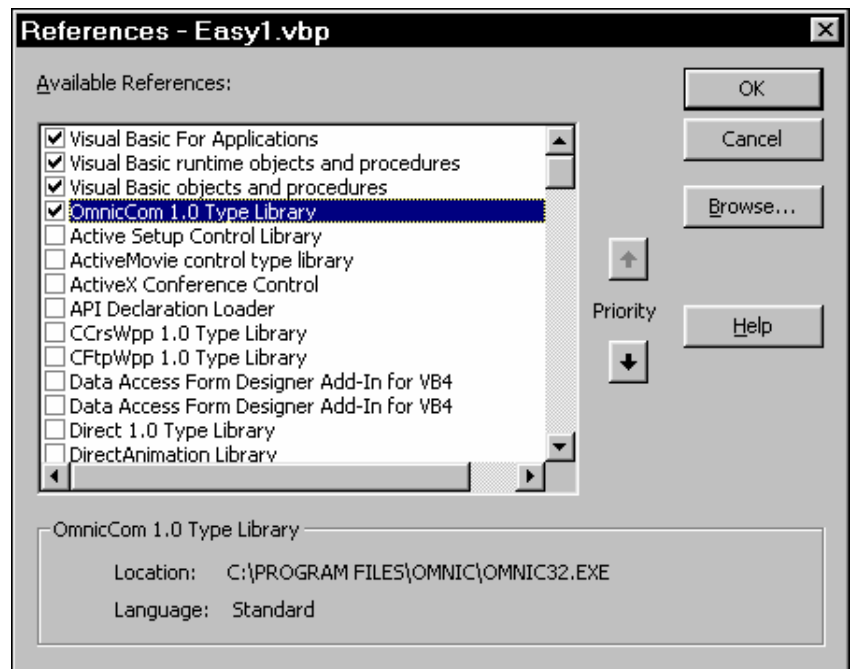 References - Easy1.vbp
Available References:
OK
Cancel
Browse...
Help
Visual Basic For Applications
Visual Basic runtime objects and procedures
Visual Basic objects and procedures
OmnicCom 1.0 Type Library
Active Setup Control Library
ActiveMovie control type library
ActiveX Conference Control
API Declaration Loader
CCrsWpp 1.0 Type Library
CFtpWpp 1.0 Type Library
Data Access Form Designer Add-In for VB4
Data Access Form Designer Add-In for VB4
Direct 1.0 Type Library
DirectAnimation Library
Priority
OmnicCom 1.0 Type Library
Location: C:\PROGRAM FILES\OMNIC\OMNIC32.EXE
Language: Standard